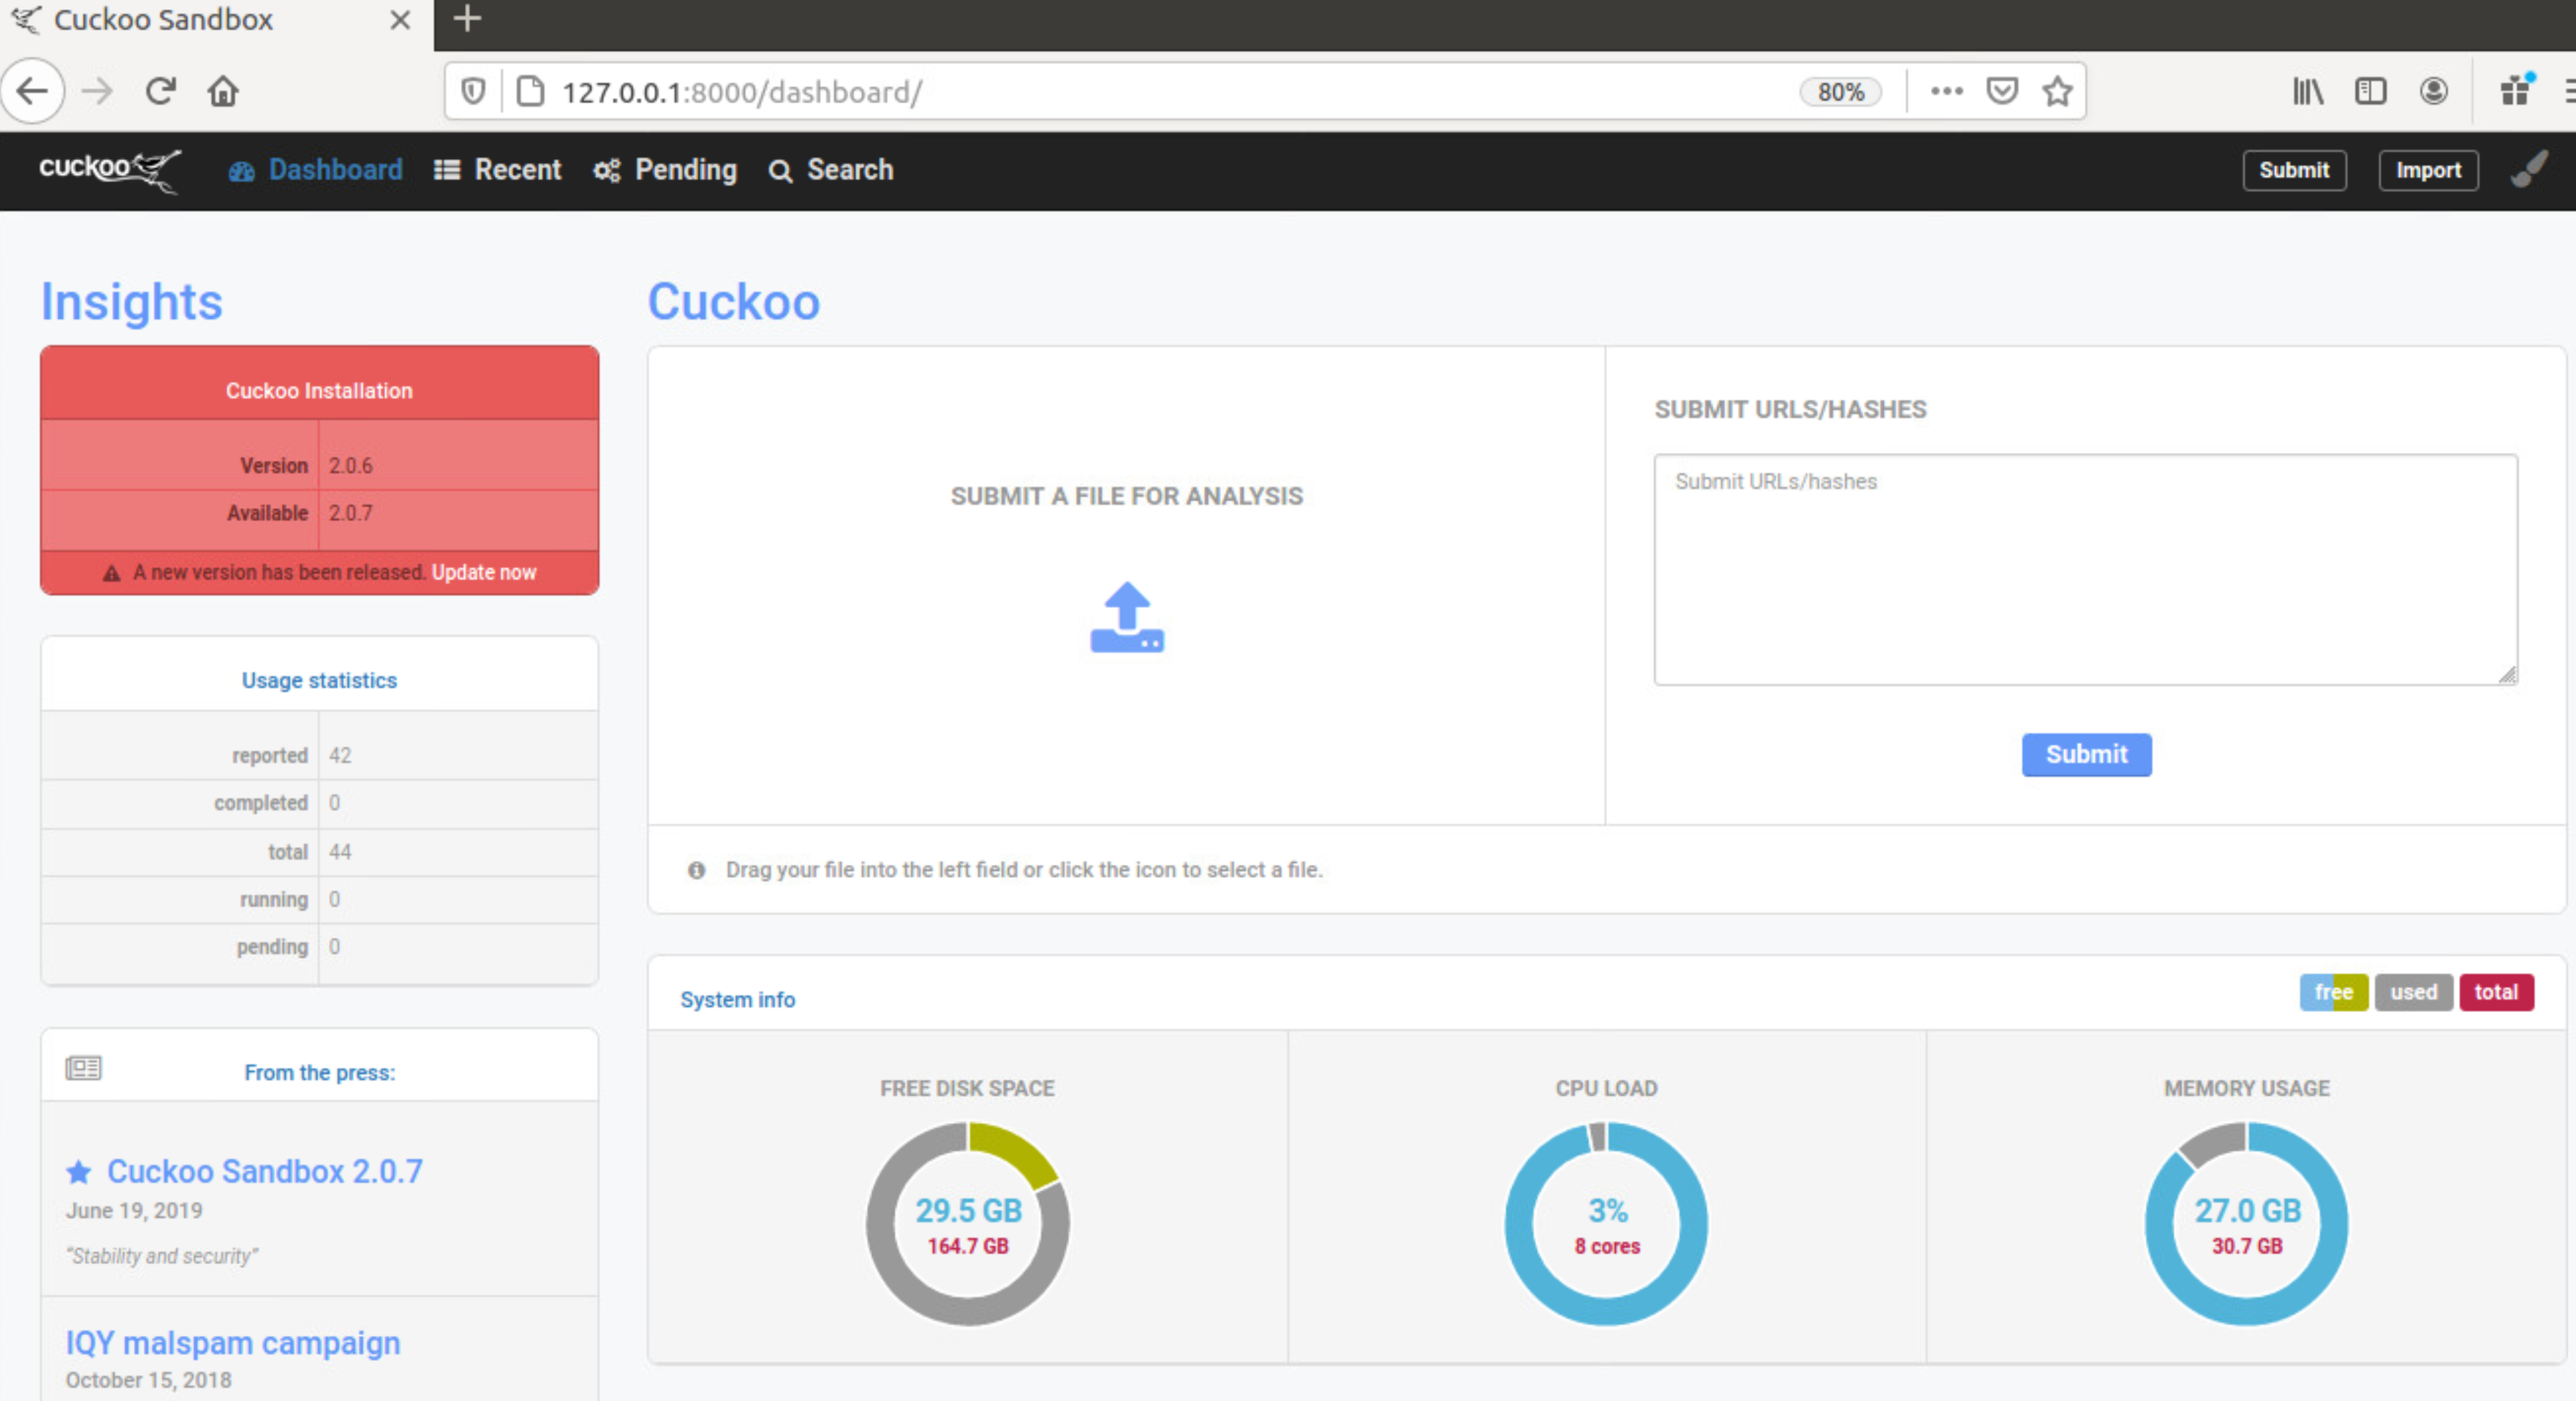 Cuckoo Sandbox
127.0.0.1:8000/dashboard/
80%
cuckoo Dashboard Recent Pending Search Submit Import
Insights
Cuckoo Installation
Version 2.0.6
Available 2.0.7
A new version has been released. Update now
Usage statistics
reported 42
completed 0
total 44
running 0
pending 0
From the press:
Cuckoo Sandbox 2.0.7
June 19, 2019
“Stability and security”
IQY malspam campaign
October 15, 2018
Cuckoo
SUBMIT A FILE FOR ANALYSIS
SUBMIT URLS/HASHES
Submit URLs/hashes
Submit
Drag your file into the left field or click the icon to select a file.
System info
free used total
FREE DISK SPACE
29.5 GB
164.7 GB
CPU LOAD
3%
8 cores
MEMORY USAGE
27.0 GB
30.7 GB